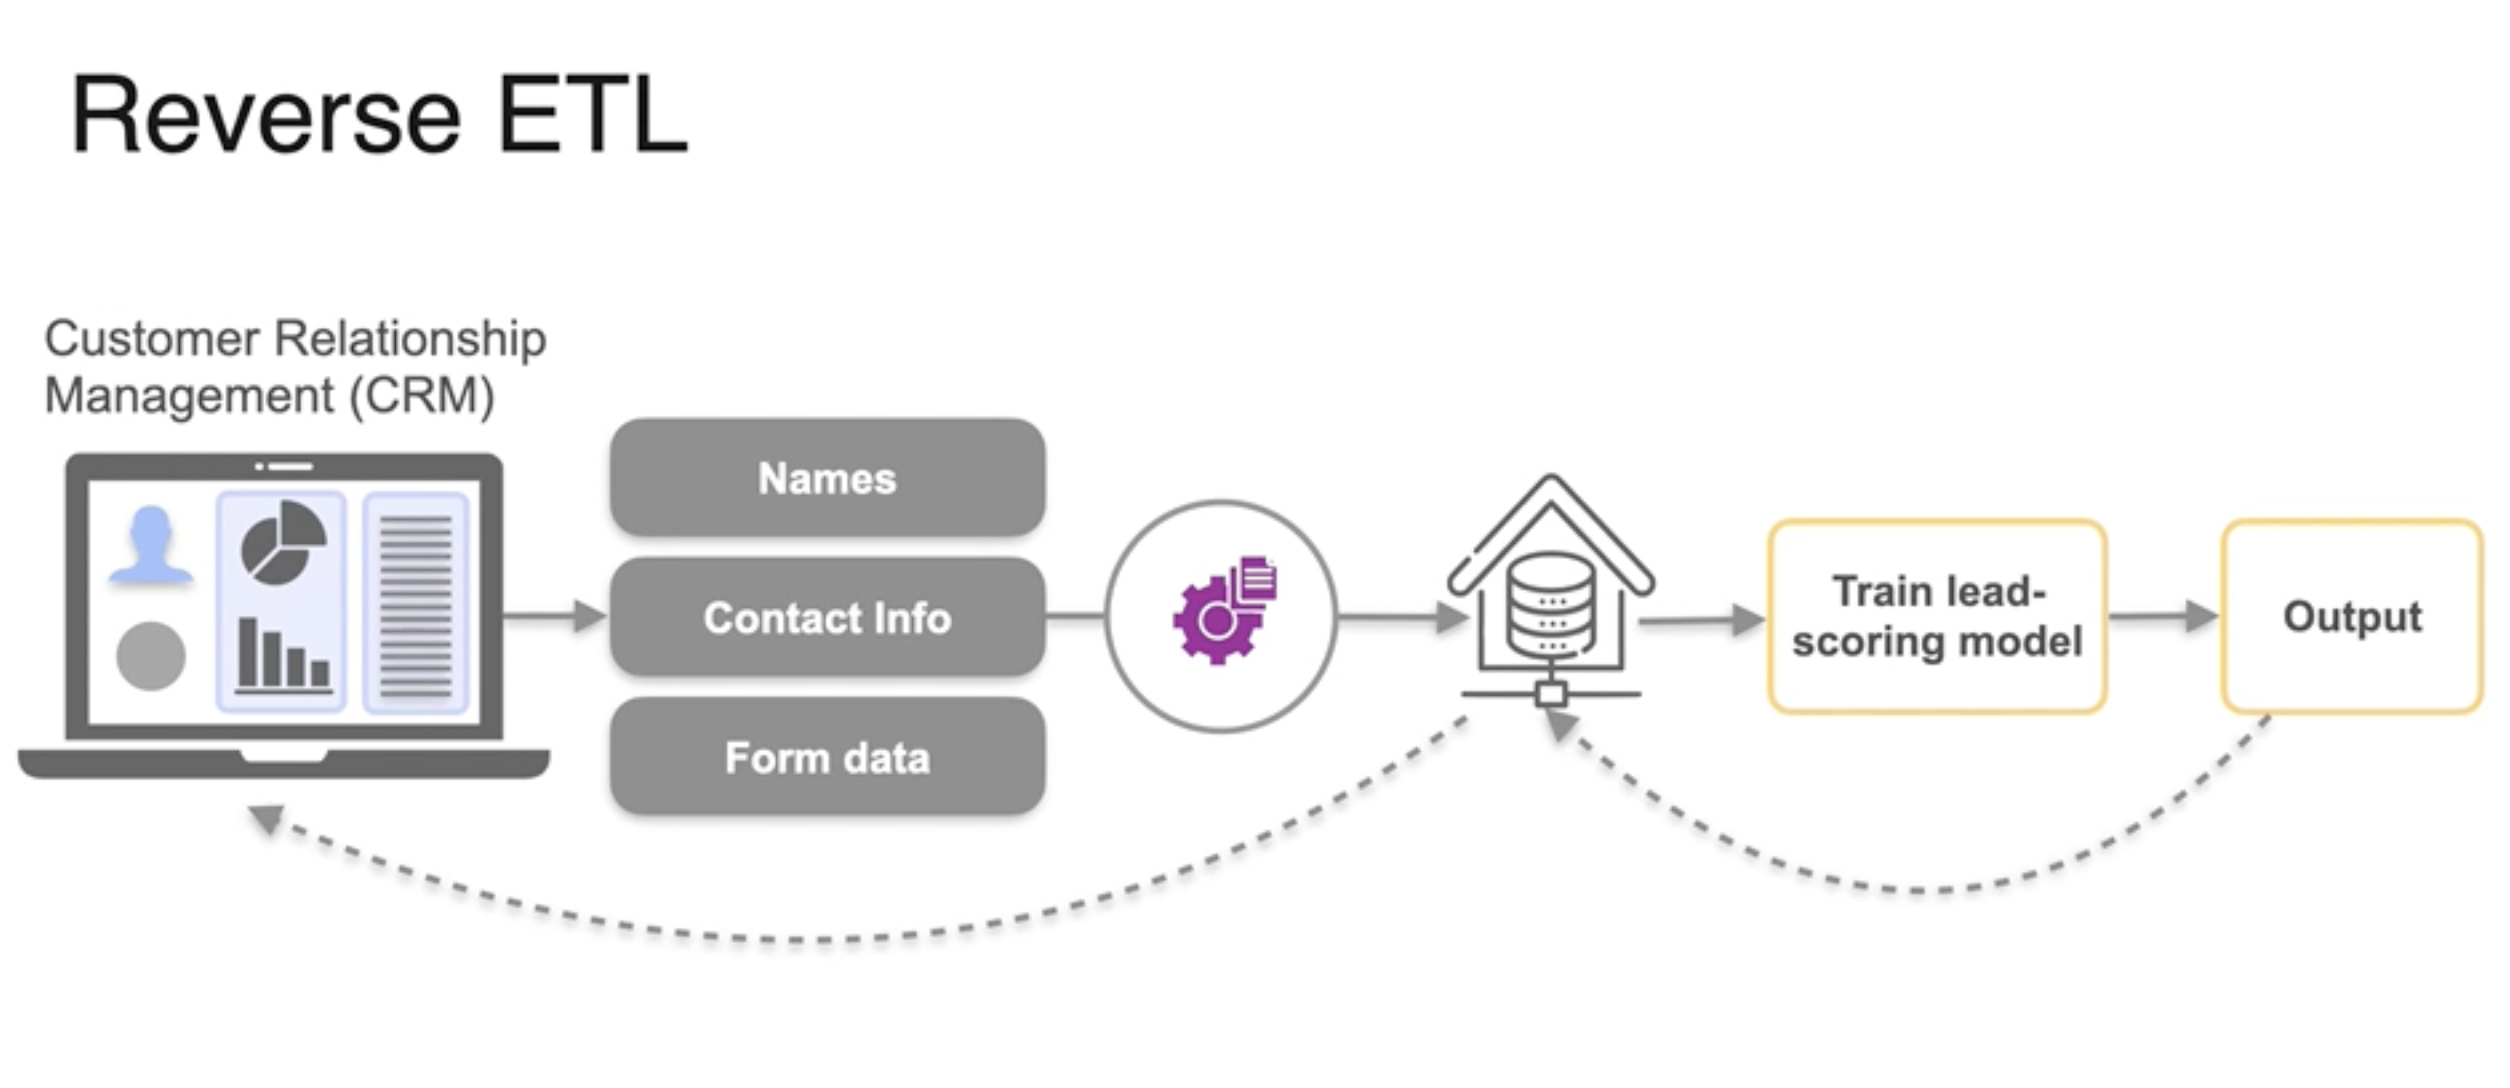 Reverse ETL
Customer Relationship
Management (CRM)
Names
Contact Info
Form data
Train lead-
scoring model
Output